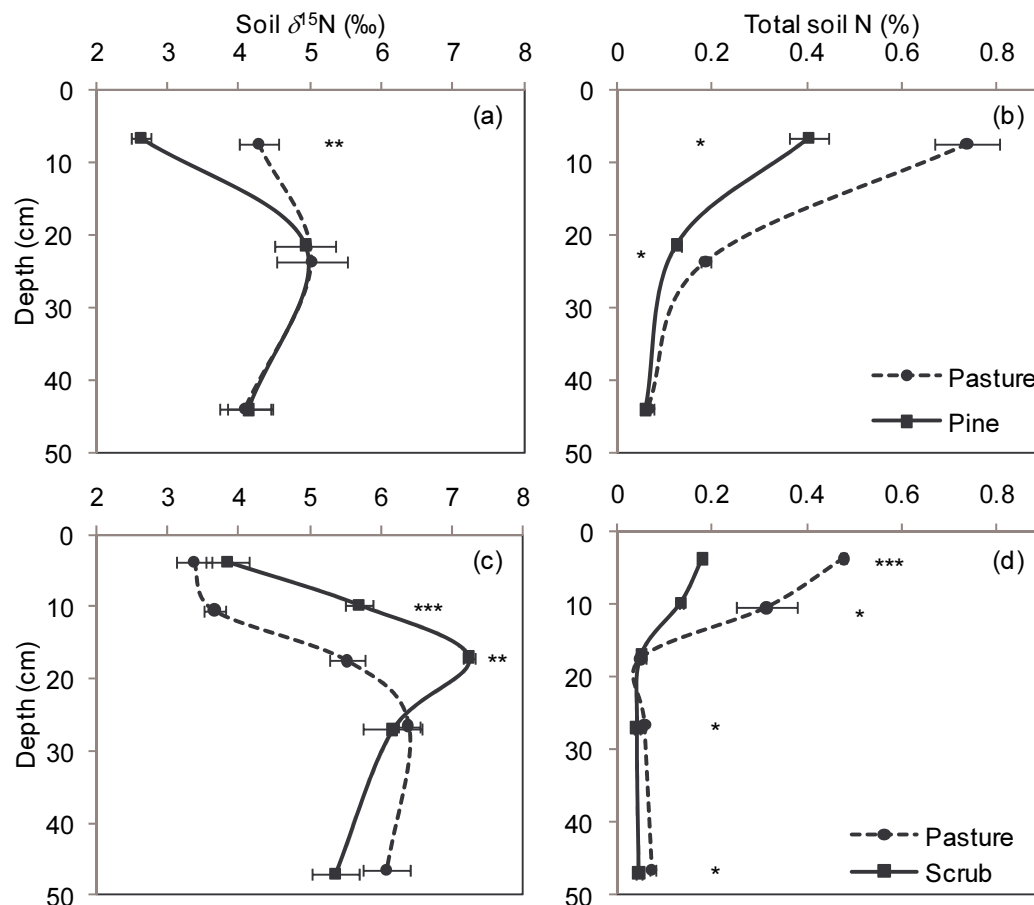 Soil δ¹⁵N (‰)
Total soil N (%)
2 3 4 5 6 7 8
0 0.2 0.4 0.6 0.8
0
10
20
30
40
50
Depth (cm)
(a)
**
0
10
20
30
40
50
(b)
*
*
Pasture
Pine
2 3 4 5 6 7 8
0 0.2 0.4 0.6 0.8
0
10
20
30
40
50
Depth (cm)
(c)
***
**
0
10
20
30
40
50
(d)
***
*
*
*
Pasture
Scrub